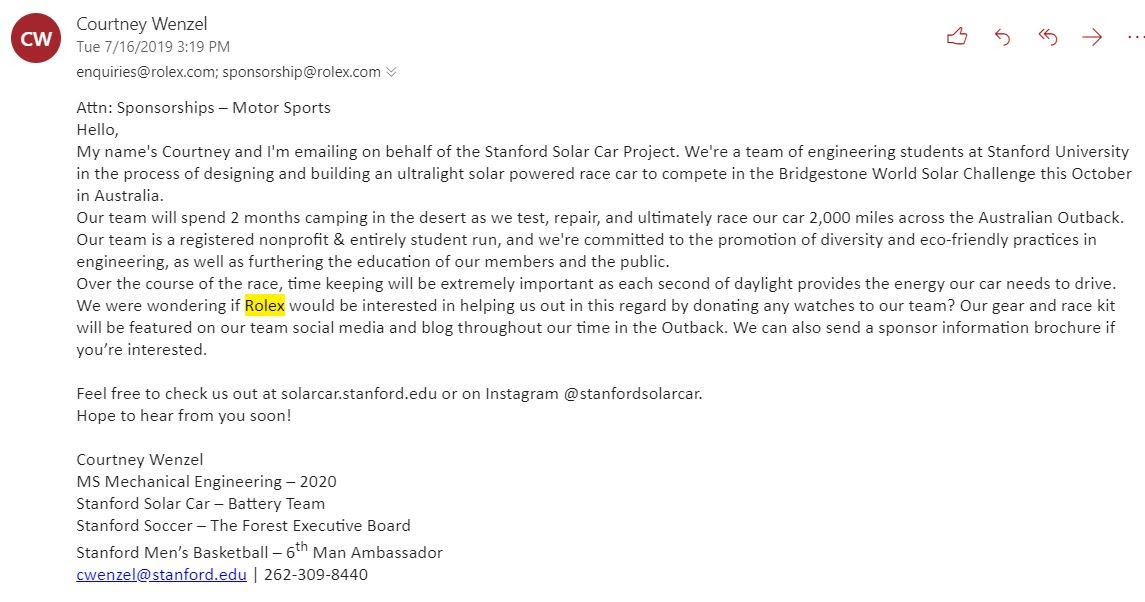 CW
Courtney Wenzel
Tue 7/16/2019 3:19 PM
enquiries@rolex.com; sponsorship@rolex.com
Attn: Sponsorships – Motor Sports
Hello,
My name's Courtney and I'm emailing on behalf of the Stanford Solar Car Project. We're a team of engineering students at Stanford University
in the process of designing and building an ultralight solar powered race car to compete in the Bridgestone World Solar Challenge this October
in Australia.
Our team will spend 2 months camping in the desert as we test, repair, and ultimately race our car 2,000 miles across the Australian Outback.
Our team is a registered nonprofit & entirely student run, and we're committed to the promotion of diversity and eco-friendly practices in
engineering, as well as furthering the education of our members and the public.
Over the course of the race, time keeping will be extremely important as each second of daylight provides the energy our car needs to drive.
We were wondering if Rolex would be interested in helping us out in this regard by donating any watches to our team? Our gear and race kit
will be featured on our team social media and blog throughout our time in the Outback. We can also send a sponsor information brochure if
you’re interested.
Feel free to check us out at solarcar.stanford.edu or on Instagram @stanfordsolarcar.
Hope to hear from you soon!
Courtney Wenzel
MS Mechanical Engineering – 2020
Stanford Solar Car – Battery Team
Stanford Soccer – The Forest Executive Board
Stanford Men’s Basketball – 6th Man Ambassador
cwenzel@stanford.edu | 262-309-8440